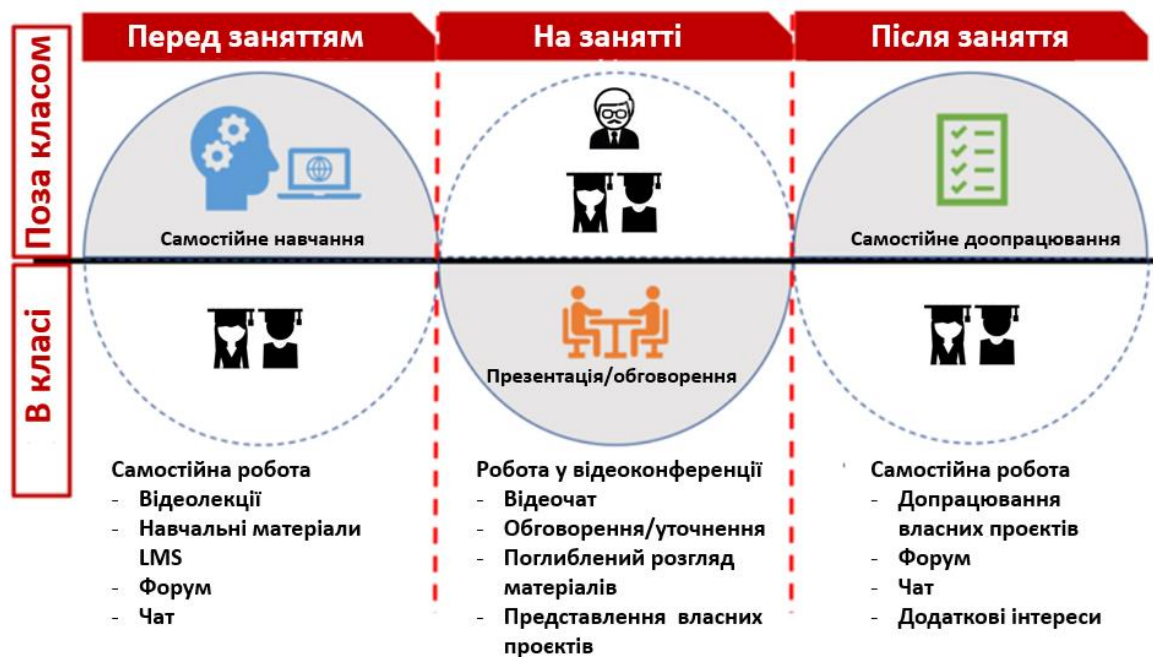 Перед заняттям
На занятті
Після заняття
Поза класом
Самостійне навчання
Самостійне доопрацювання
В класі
Презентація/обговорення
Самостійна робота
- Відеолекції
- Навчальні матеріали
LMS
- Форум
- Чат
Робота у відеоконференції
- Відеочат
- Обговорення/уточнення
- Поглиблений розгляд
матеріалів
- Представлення власних
проєктів
Самостійна робота
- Допрацювання
власних проєктів
- Форум
- Чат
- Додаткові інтереси